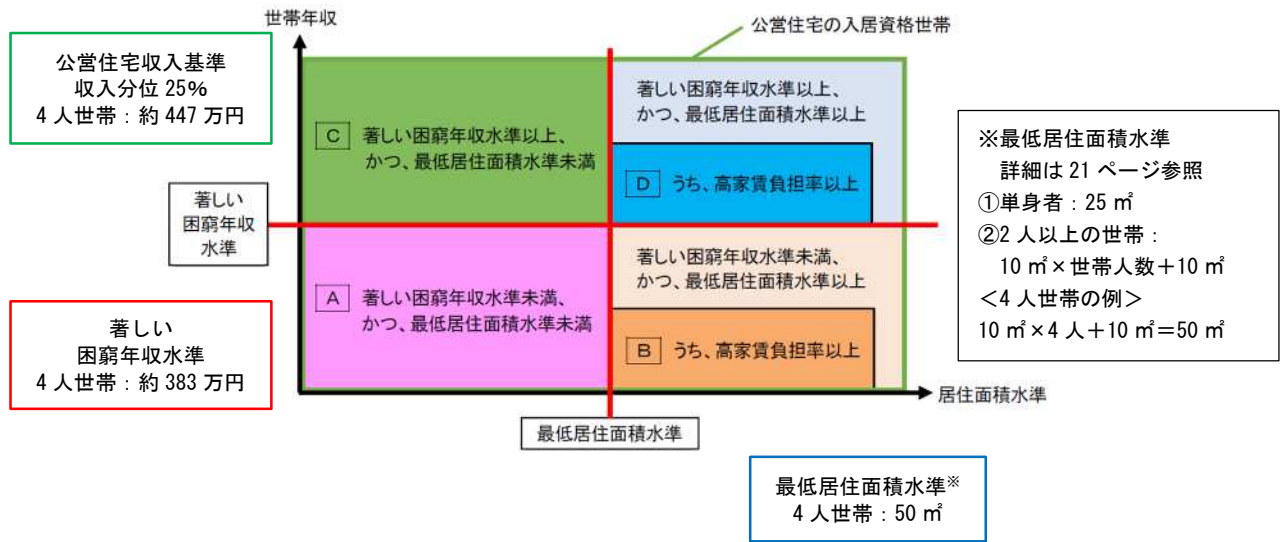 世帯年収
公営住宅の入居資格世帯
公営住宅収入基準
収入分位 25%
4 人世帯：約 447 万円
C 著しい困窮年収水準以上、
かつ、最低居住面積水準未満
著しい困窮年収水準以上、
かつ、最低居住面積水準以上
D うち、高家賃負担率以上
著しい
困窮年収
水準
A 著しい困窮年収水準未満、
かつ、最低居住面積水準未満
著しい困窮年収水準未満、
かつ、最低居住面積水準以上
B うち、高家賃負担率以上
著しい
困窮年収水準
4 人世帯：約 383 万円
※最低居住面積水準
詳細は 21 ページ参照
①単身者：25 ㎡
②2 人以上の世帯：
10 ㎡×世帯人数＋10 ㎡
＜4 人世帯の例＞
10 ㎡×4 人＋10 ㎡＝50 ㎡
居住面積水準
最低居住面積水準
最低居住面積水準※
4 人世帯：50 ㎡